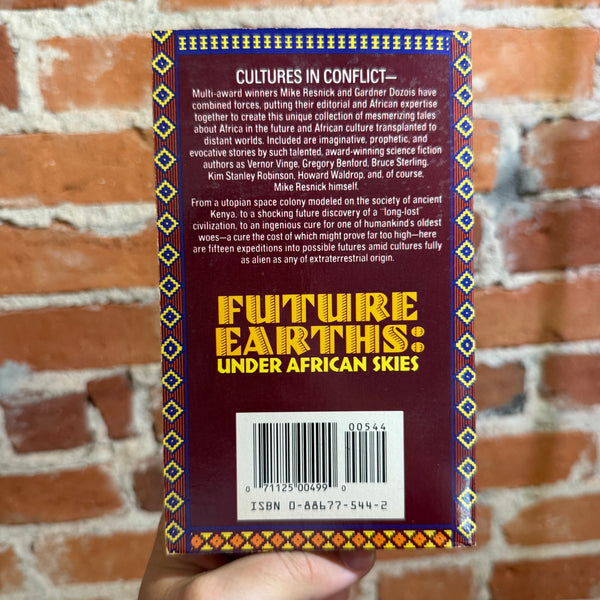 CULTURES IN CONFLICT—
Multi-award winners Mike Resnick and Gardner Dozois have
combined forces, putting their editorial and African expertise
together to create this unique collection of mesmerizing tales
about Africa in the future and African culture transplanted to
distant worlds. Included are imaginative, prophetic, and
evocative stories by such talented, award-winning science fiction
authors as Vernor Vinge, Gregory Benford, Bruce Sterling,
Kim Stanley Robinson, Howard Waldrop, and, of course,
Mike Resnick himself.
From a utopian space colony modeled on the society of ancient
Kenya, to a shocking future discovery of a "long-lost"
civilization, to an ingenious cure for one of humankind's oldest
woes—a cure the cost of which might prove far too high—here
are fifteen expeditions into possible futures amid cultures fully
as alien as any of extraterrestrial origin.
FUTURE
EARTHS:
UNDER AFRICAN SKIES
00544
0 71125 00499 0
ISBN 0-88677-544-2